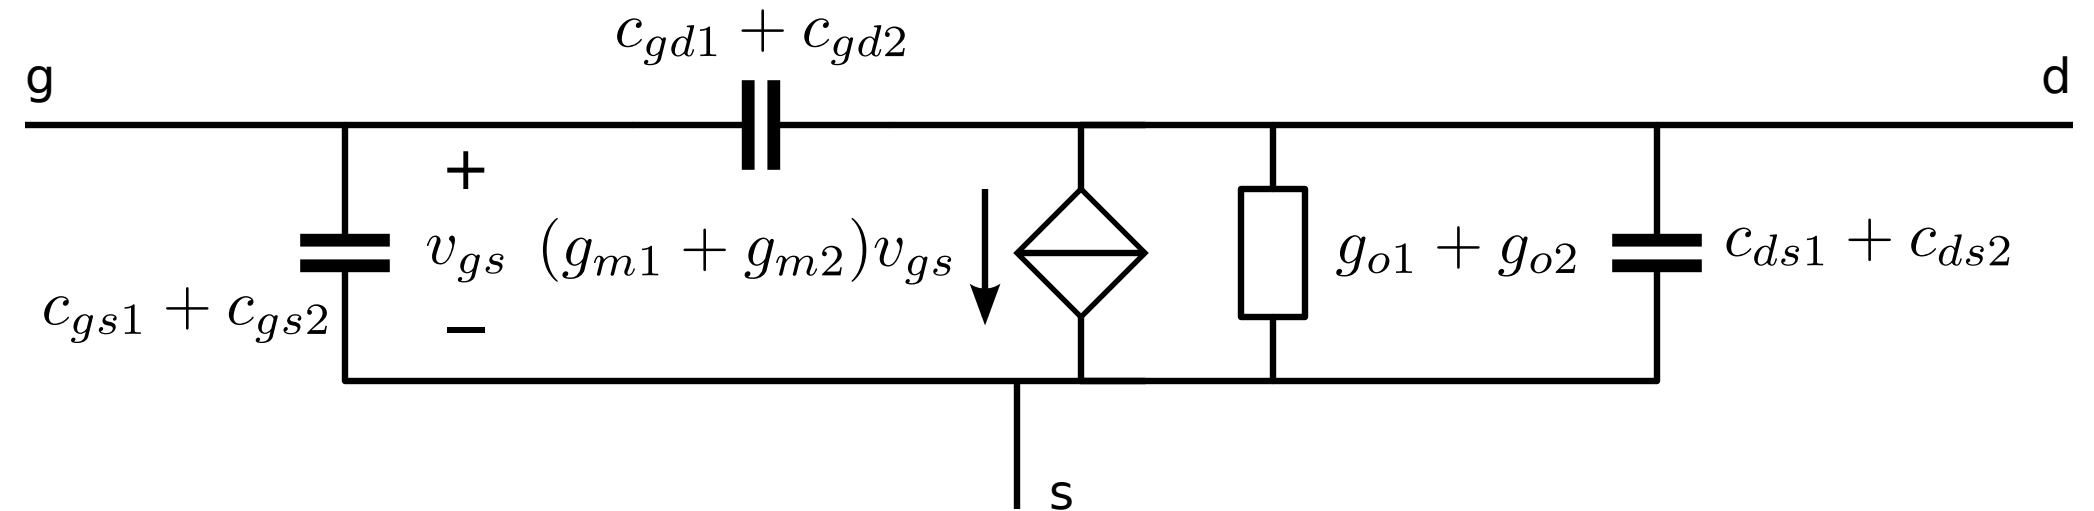 c_{gd1} + c_{gd2}
g
d
+
v_{gs} (g_{m1} + g_{m2})v_{gs}
g_{o1} + g_{o2}
c_{ds1} + c_{ds2}
c_{gs1} + c_{gs2}
−
s